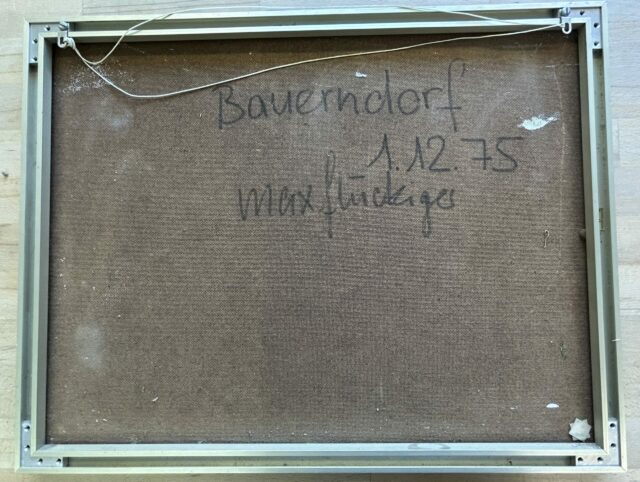 Bauerndorf
1.12.75
max flückiger